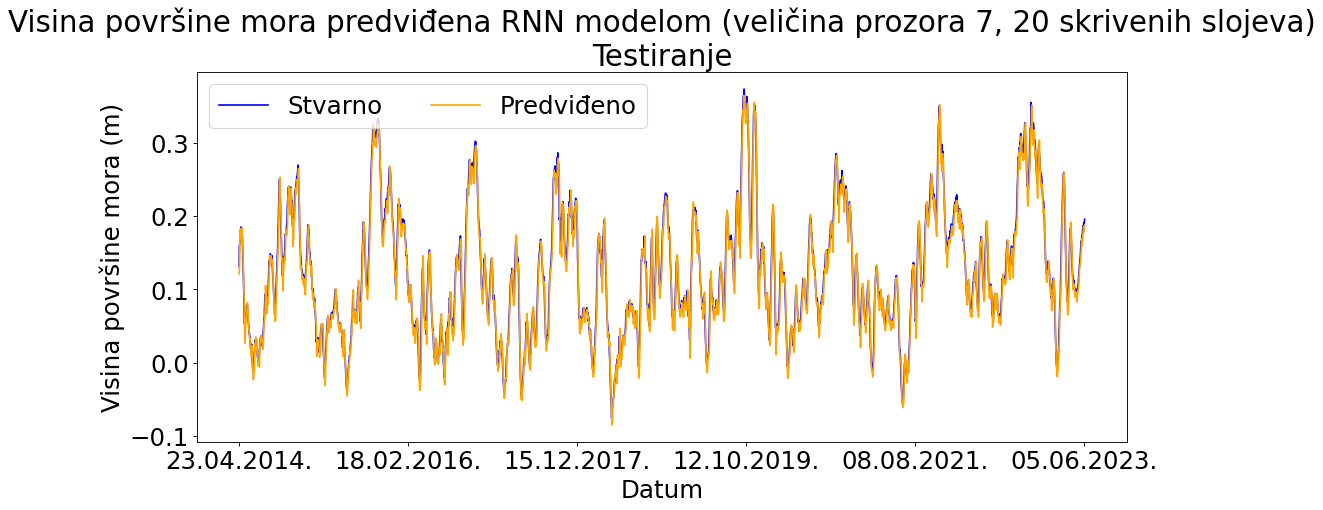 Visina površine mora predviđena RNN modelom (veličina prozora 7, 20 skrivenih slojeva)
Testiranje
Stvarno
Predviđeno
Visina površine mora (m)
0.3
0.2
0.1
0.0
−0.1
23.04.2014.
18.02.2016.
15.12.2017.
12.10.2019.
08.08.2021.
05.06.2023.
Datum